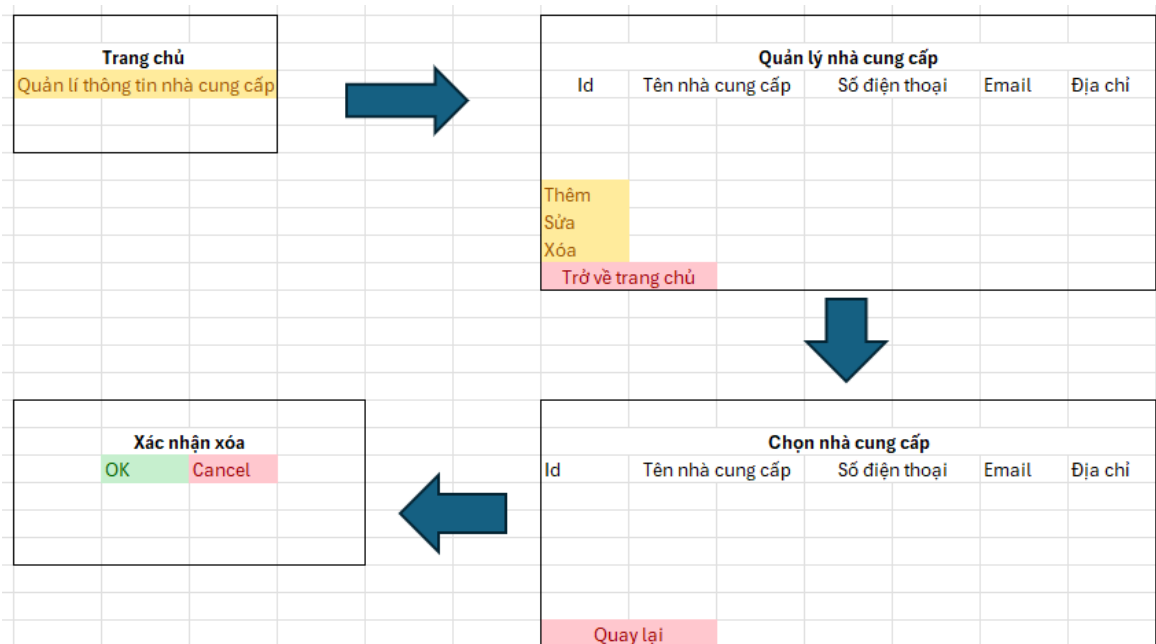 Trang chủ
Quản lí thông tin nhà cung cấp
Quản lý nhà cung cấp
Id Tên nhà cung cấp Số điện thoại Email Địa chỉ
Thêm
Sửa
Xóa
Trở về trang chủ
Chọn nhà cung cấp
Id Tên nhà cung cấp Số điện thoại Email Địa chỉ
Quay lại
Xác nhận xóa
OK Cancel